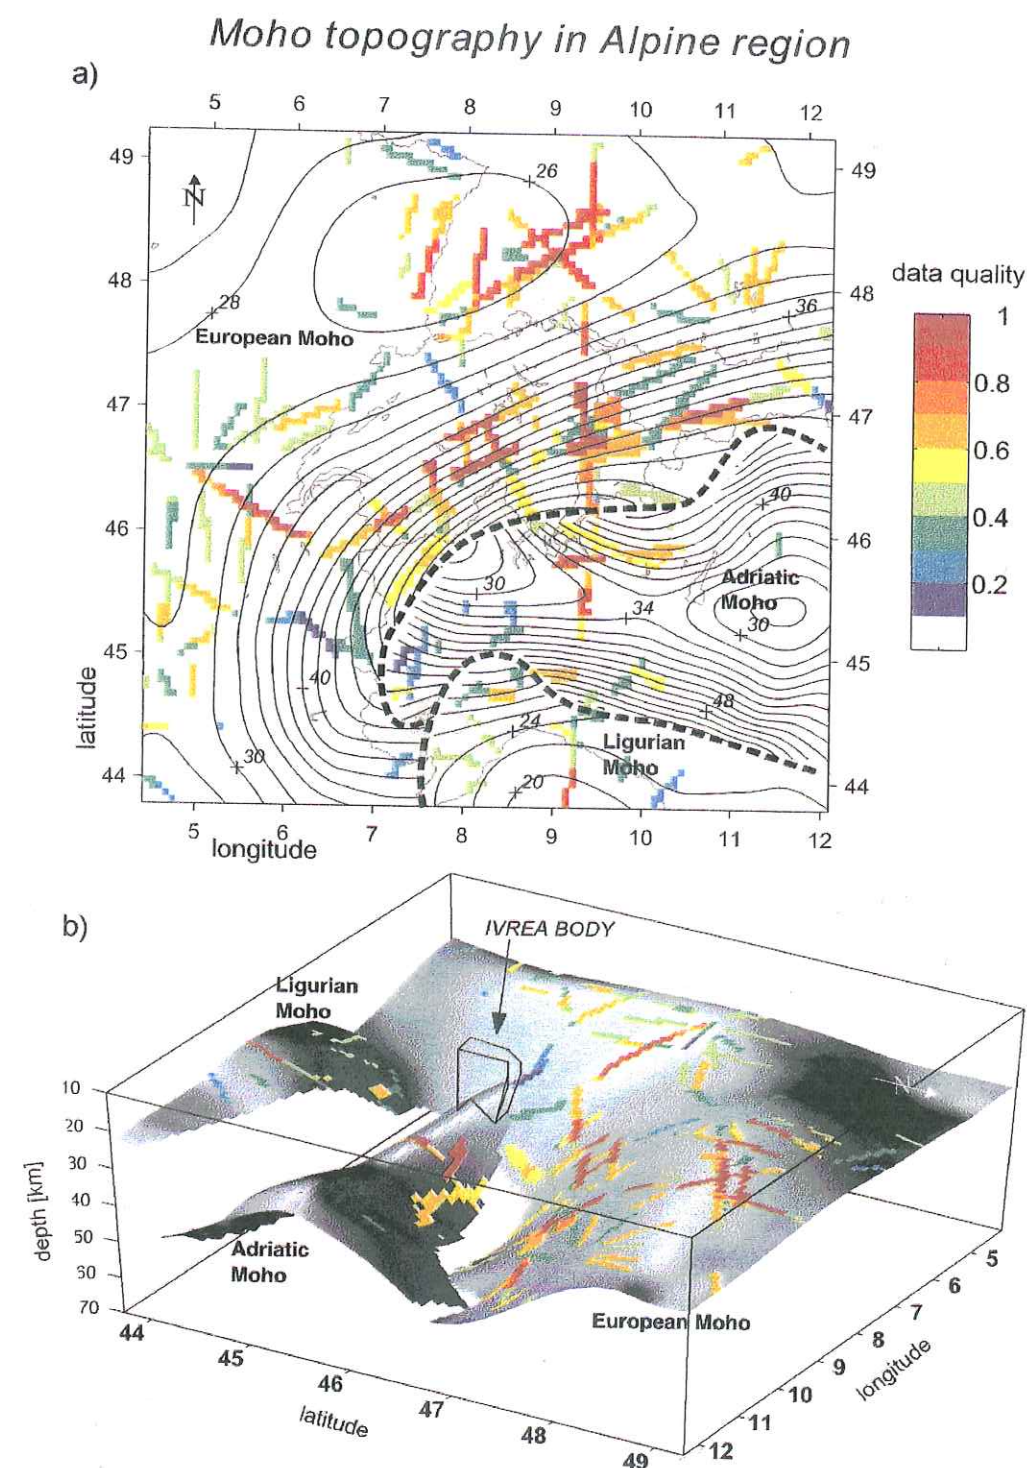 Moho topography in Alpine region
a)
5 6 7 8 9 10 11 12
49 49
N
26
48 48
28
36
European Moho
47 47
46 46
40
30
Adriatic
Moho
34
30
45 45
40
48
24
Ligurian
Moho
30
20
44 44
latitude
5 6 7 8 9 10 11 12
longitude
data quality
1
0.8
0.6
0.4
0.2
b)
IVREA BODY
Ligurian
Moho
N
10
20
30
40
50
60
70
depth [km]
Adriatic
Moho
European Moho
44
45
46
47
48
49
latitude
5
6
7
8
9
10
11
12
longitude